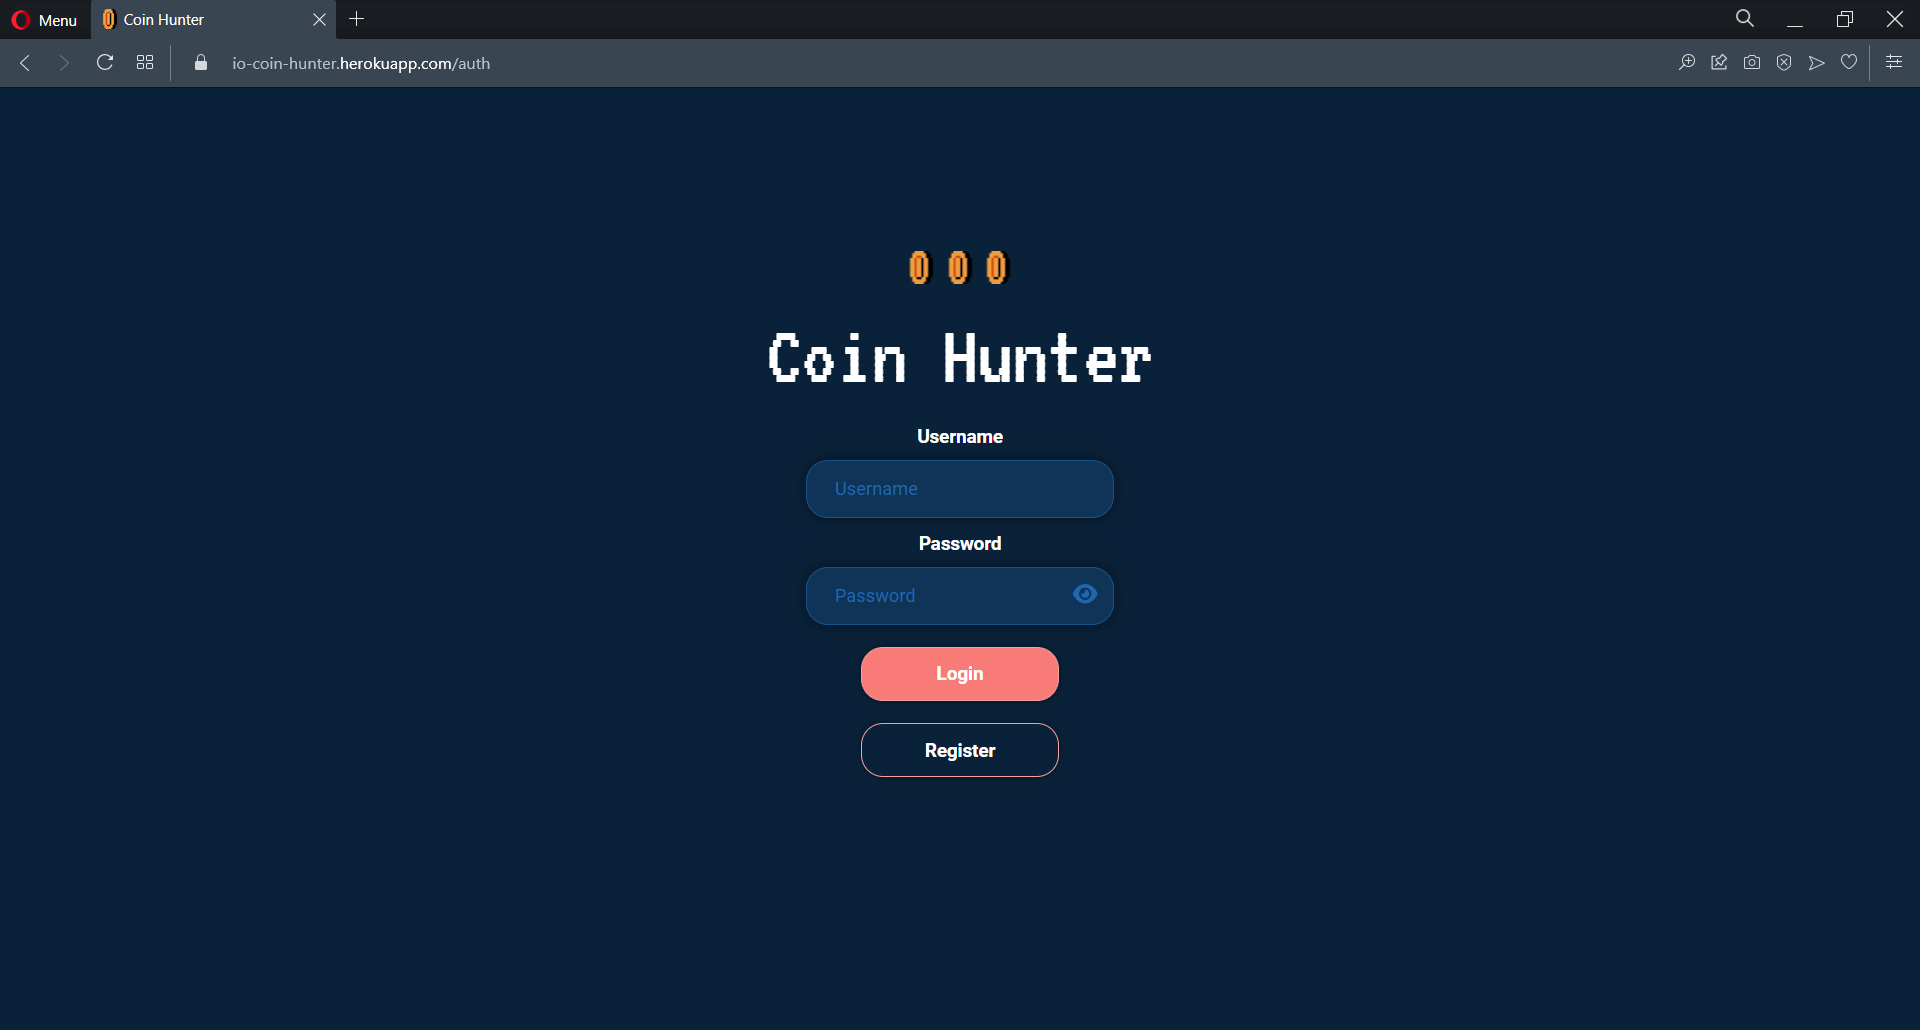 Menu
Coin Hunter
io-coin-hunter.herokuapp.com/auth
Coin Hunter
Username
Username
Password
Password
Login
Register